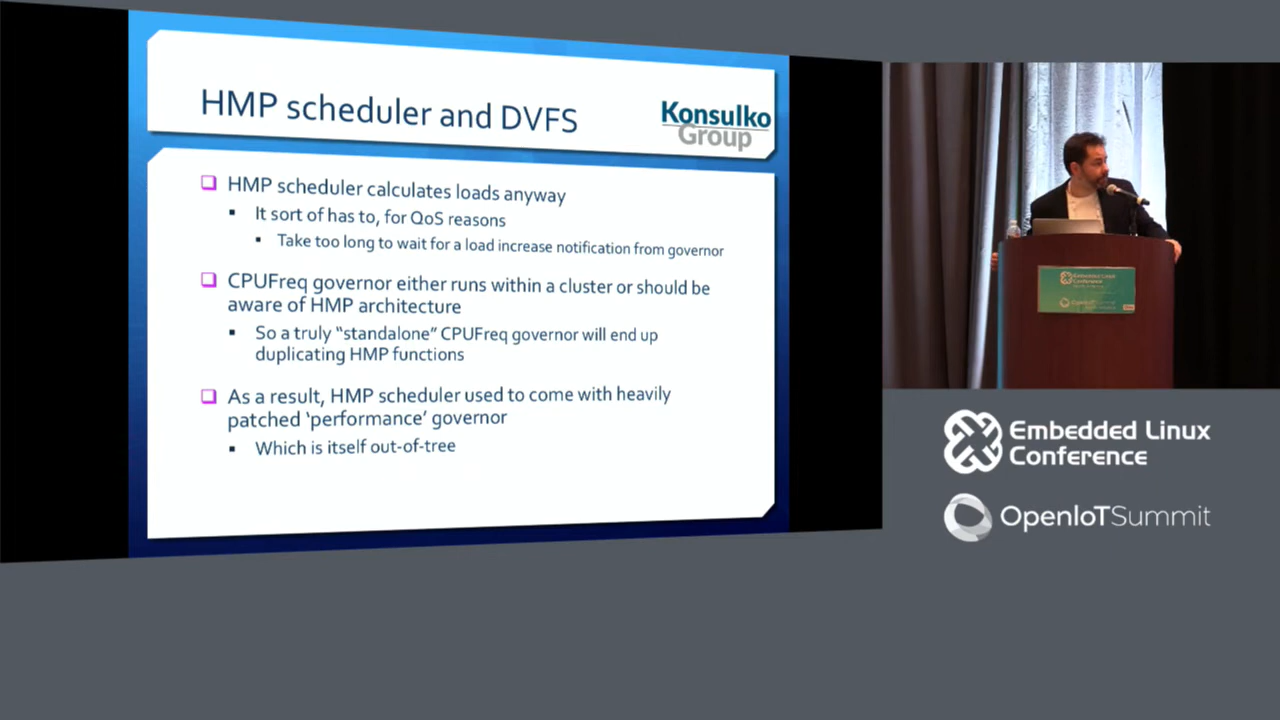 HMP scheduler and DVFS
Konsulko
Group
HMP scheduler calculates loads anyway
It sort of has to, for QoS reasons
Take too long to wait for a load increase notification from governor
CPUFreq governor either runs within a cluster or should be
aware of HMP architecture
So a truly “standalone” CPUFreq governor will end up
duplicating HMP functions
As a result, HMP scheduler used to come with heavily
patched ‘performance’ governor
Which is itself out-of-tree
Embedded Linux
Conference
OpenIoTSummit
Embedded Linux
Conference
OpenIoTSummit